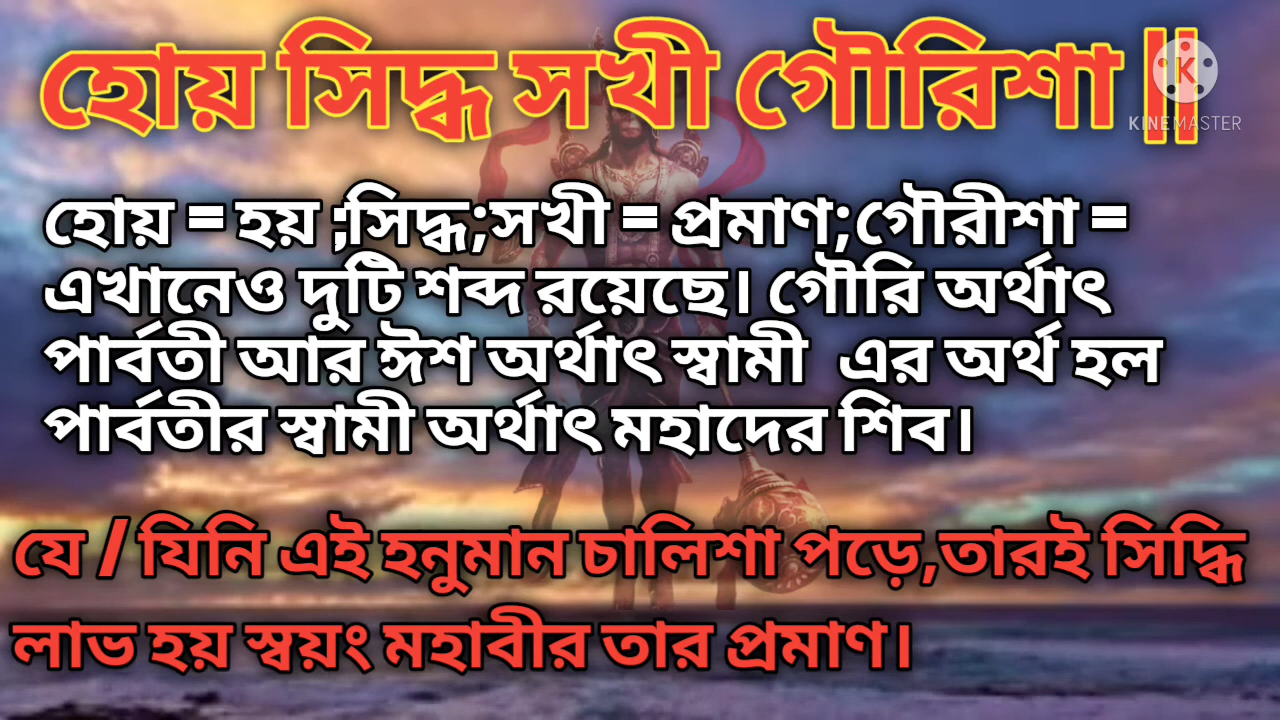 হোয় সিদ্ধ সখী গৌরিশা ||
KINEMASTER
হোয় = হয় ;সিদ্ধ;সখী = প্রমাণ;গৌরীশা =
এখানেও দুটি শব্দ রয়েছে। গৌরি অর্থাৎ
পার্বতী আর ঈশ অর্থাৎ স্বামী এর অর্থ হল
পার্বতীর স্বামী অর্থাৎ মহাদের শিব।
যে / যিনি এই হনুমান চালিশা পড়ে,তারই সিদ্ধি
লাভ হয় স্বয়ং মহাবীর তার প্রমাণ।